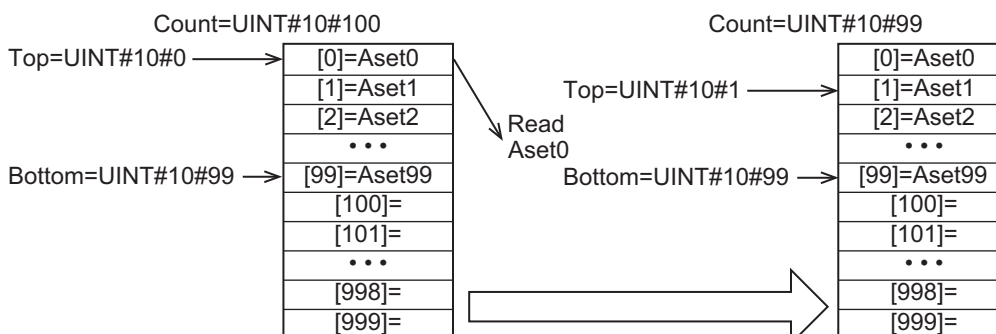 Count=UINT#10#100
Top=UINT#10#0
[0]=Aset0
[1]=Aset1
[2]=Aset2
•••
Bottom=UINT#10#99
[99]=Aset99
[100]=
[101]=
•••
[998]=
[999]=
Read
Aset0
Count=UINT#10#99
[0]=Aset0
Top=UINT#10#1
[1]=Aset1
[2]=Aset2
•••
Bottom=UINT#10#99
[99]=Aset99
[100]=
[101]=
•••
[998]=
[999]=